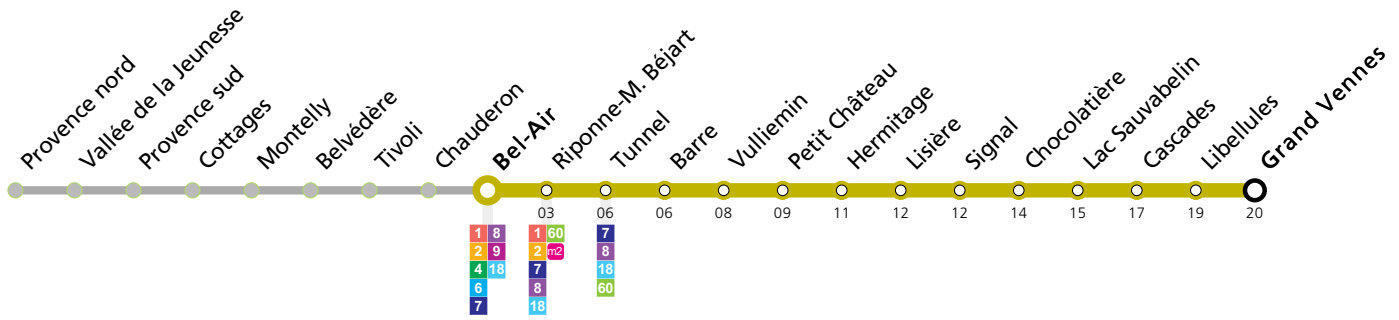 Provence nord
Vallée de la Jeunesse
Provence sud
Cottages
Montelly
Belvédère
Tivoli
Chauderon
Bel-Air
Riponne-M. Béjart
Tunnel
Barre
Vulliemin
Petit Château
Hermitage
Lisière
Signal
Chocolatière
Lac Sauvabelin
Cascades
Libellules
Grand Vennes
03 06 06 08 09 11 12 12 14 15 17 19 20
1 8
2 9
4 18
6
7
1 60
2 m2
7
8
18
7
8
18
60